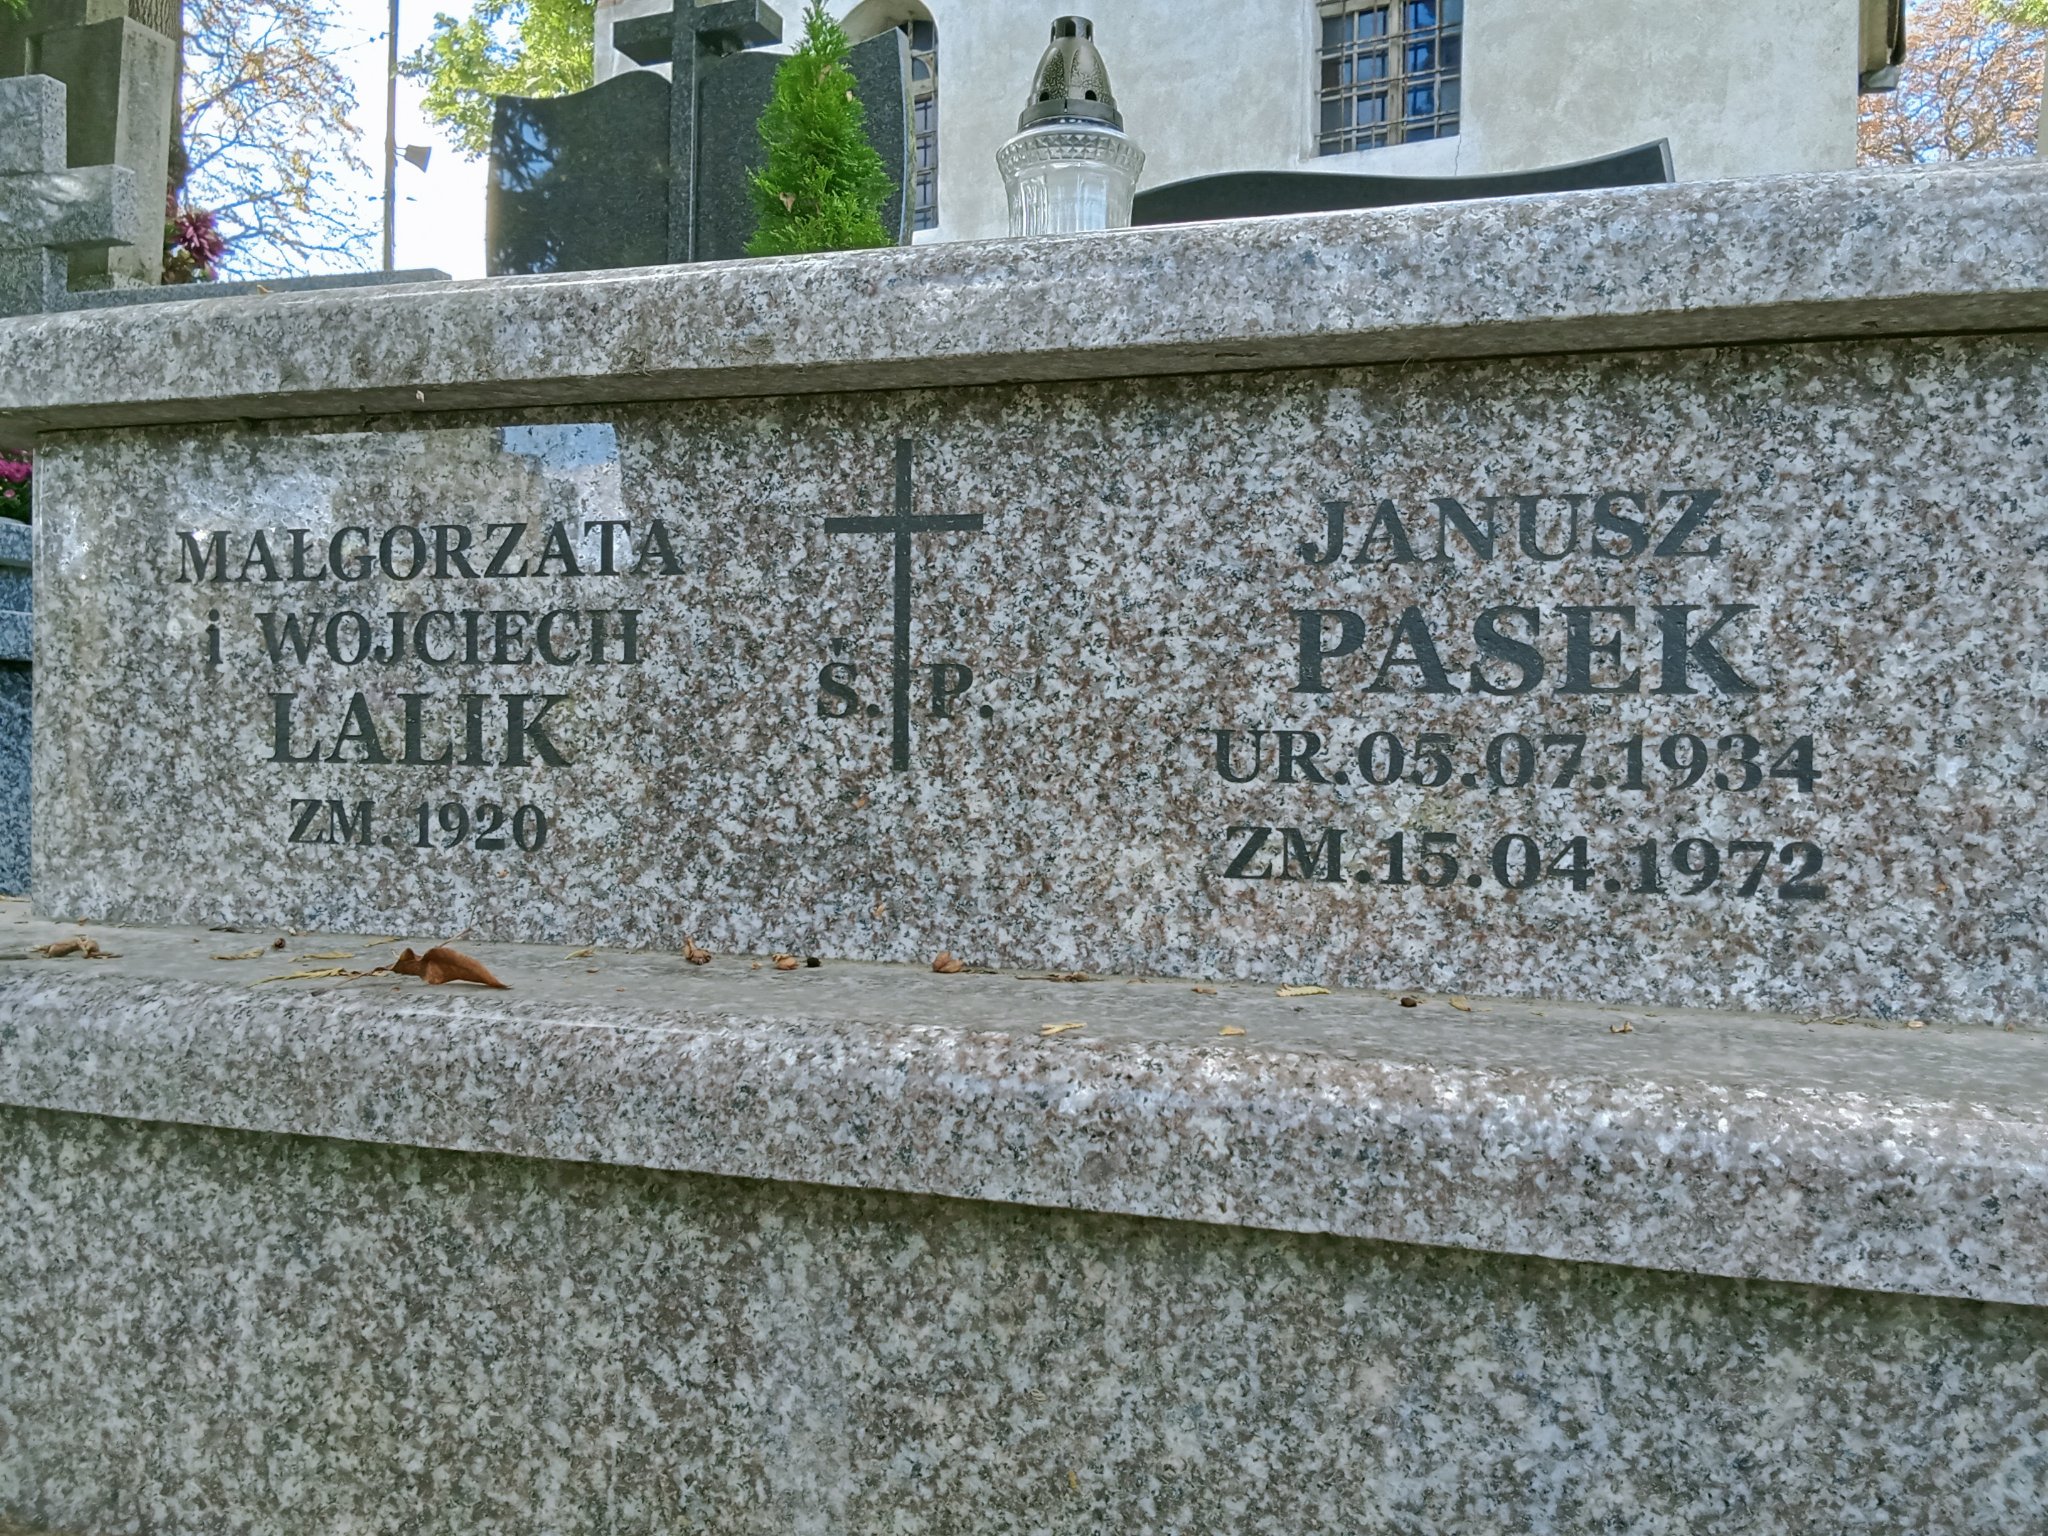 MAŁGORZATA
i WOJCIECH
LALIK
ZM. 1920
Ś. P.
JANUSZ
PASEK
UR.05.07.1934
ZM.15.04.1972